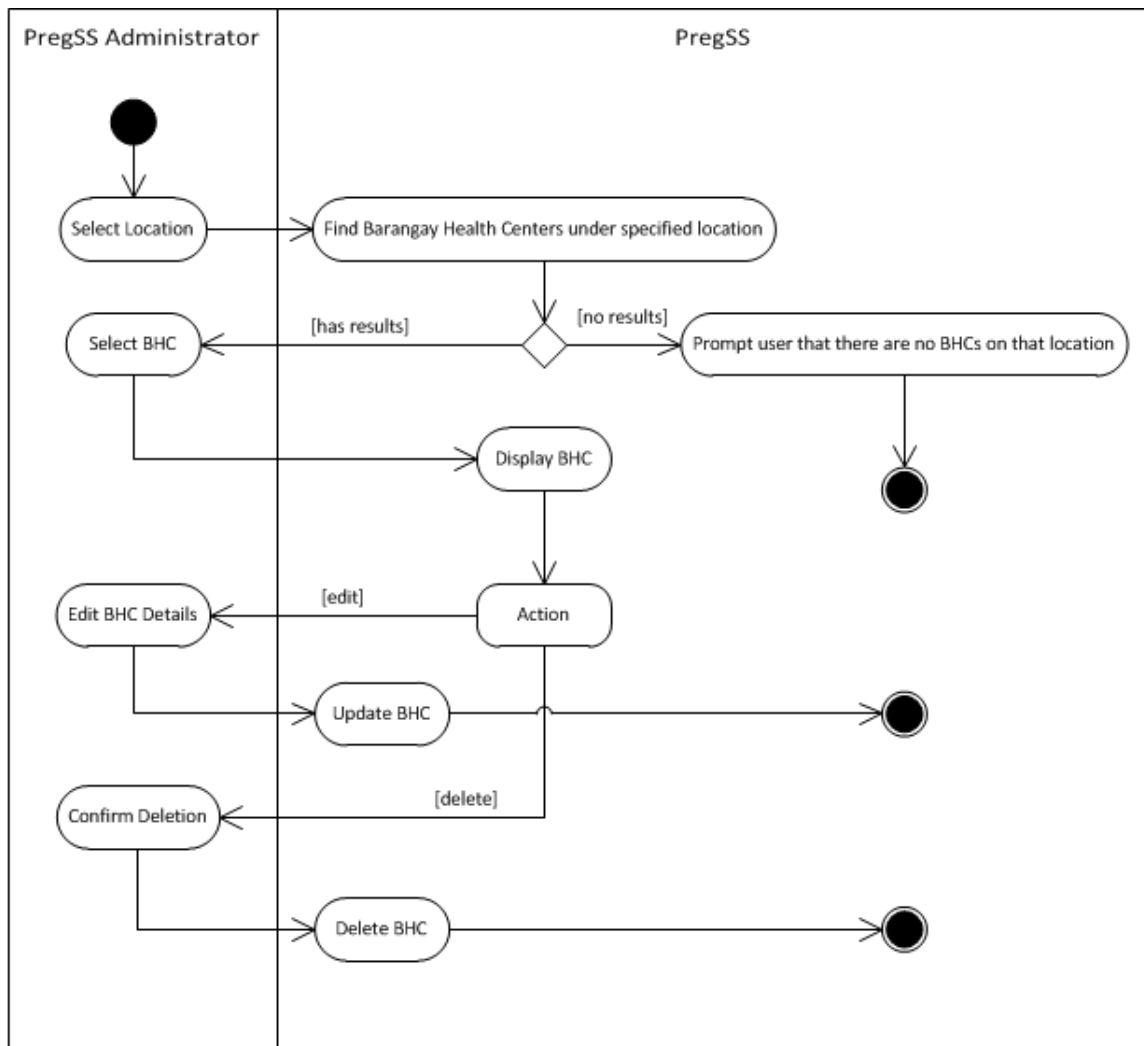 PregSS Administrator
PregSS
Select Location
Find Barangay Health Centers under specified location
[has results]
[no results]
Select BHC
Prompt user that there are no BHCs on that location
Display BHC
[edit]
Edit BHC Details
Action
Update BHC
[delete]
Confirm Deletion
Delete BHC